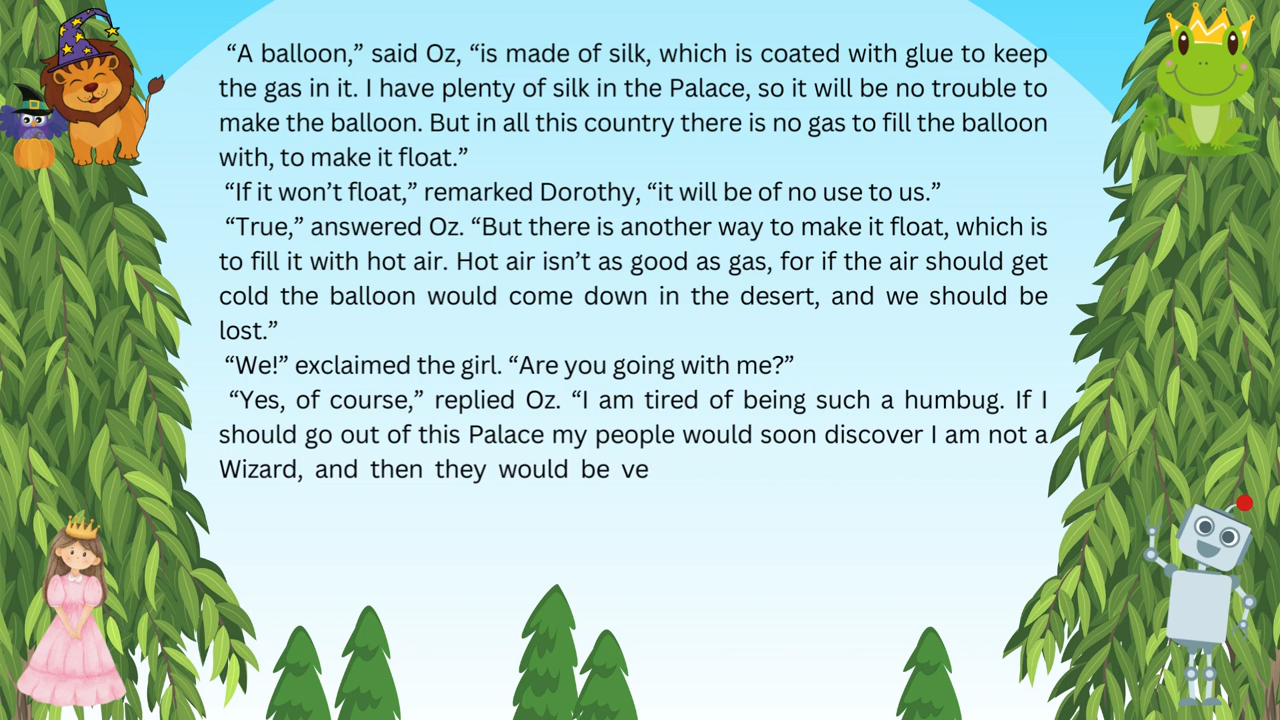 “A balloon,” said Oz, “is made of silk, which is coated with glue to keep
the gas in it. I have plenty of silk in the Palace, so it will be no trouble to
make the balloon. But in all this country there is no gas to fill the balloon
with, to make it float.”
“If it won’t float,” remarked Dorothy, “it will be of no use to us.”
“True,” answered Oz. “But there is another way to make it float, which is
to fill it with hot air. Hot air isn’t as good as gas, for if the air should get
cold the balloon would come down in the desert, and we should be
lost.”
“We!” exclaimed the girl. “Are you going with me?”
“Yes, of course,” replied Oz. “I am tired of being such a humbug. If I
should go out of this Palace my people would soon discover I am not a
Wizard, and then they would be ve